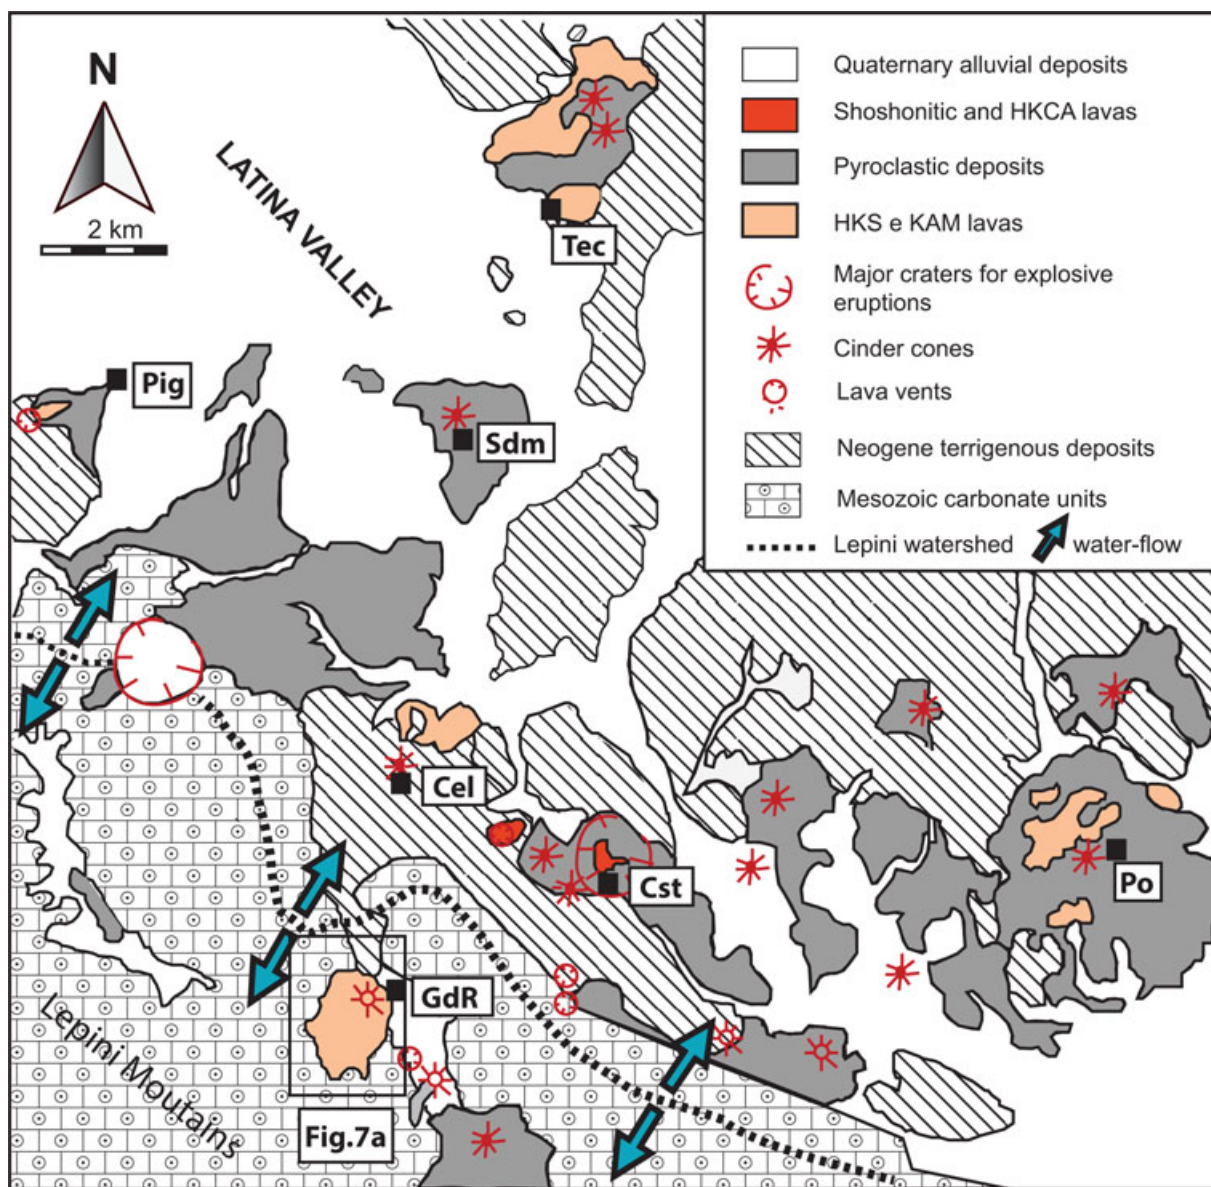 N
2 km
LATINA VALLEY
Tec
Pig
Sdm
Cel
Cst
Po
GdR
Fig.7a
Lepini Moutains
Quaternary alluvial deposits
Shoshonitic and HKCA lavas
Pyroclastic deposits
HKS e KAM lavas
Major craters for explosive
eruptions
Cinder cones
Lava vents
Neogene terrigenous deposits
Mesozoic carbonate units
Lepini watershed
water-flow